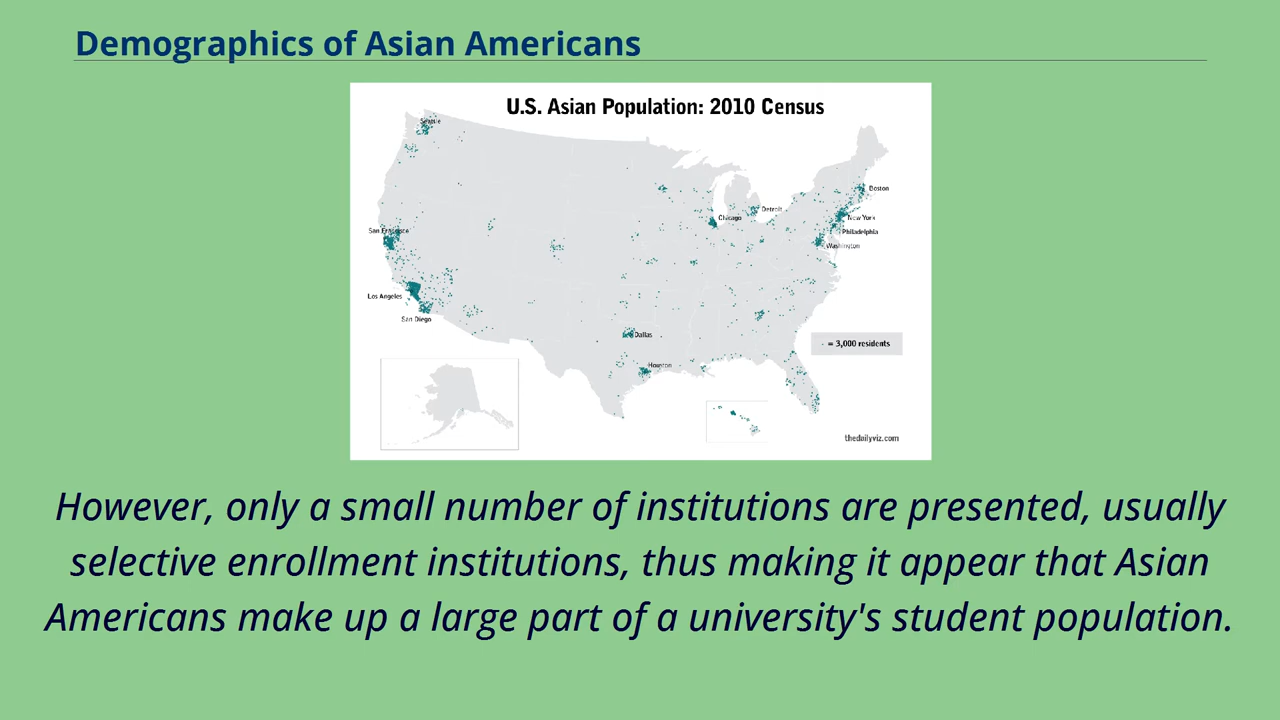 Demographics of Asian Americans
U.S. Asian Population: 2010 Census
Seattle
Boston
Detroit
Chicago
New York
San Francisco
Philadelphia
Washington
Los Angeles
San Diego
Dallas
= 3,000 residents
Houston
thedailyviz.com
However, only a small number of institutions are presented, usually
selective enrollment institutions, thus making it appear that Asian
Americans make up a large part of a university's student population.